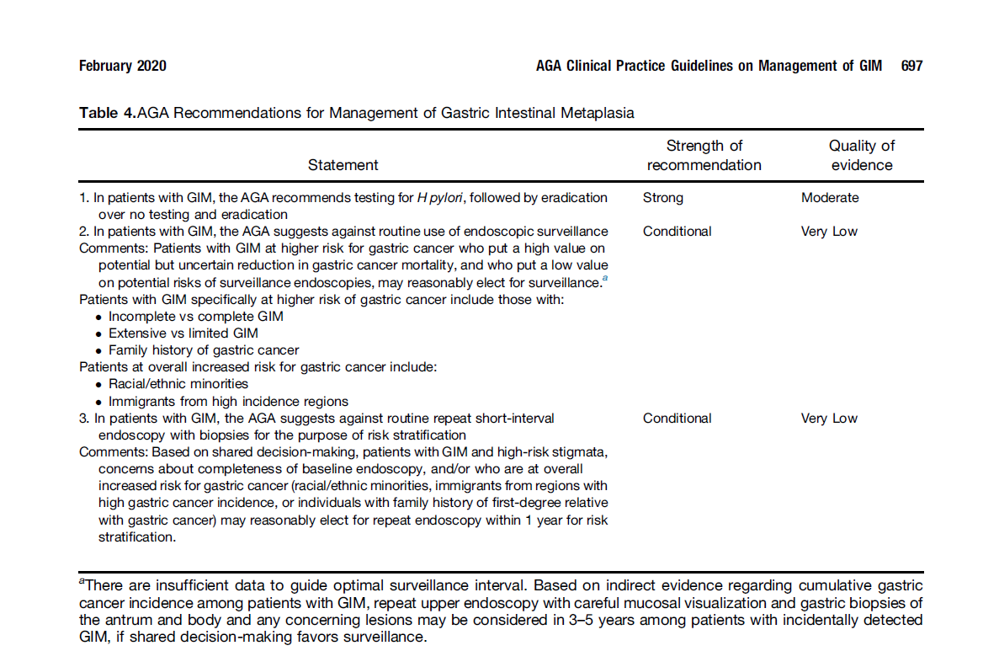 February 2020
AGA Clinical Practice Guidelines on Management of GIM 697
Table 4.AGA Recommendations for Management of Gastric Intestinal Metaplasia
Statement
Strength of recommendation
Quality of evidence
1. In patients with GIM, the AGA recommends testing for H pylori, followed by eradication
over no testing and eradication
Strong
Moderate
2. In patients with GIM, the AGA suggests against routine use of endoscopic surveillance
Conditional
Very Low
Comments: Patients with GIM at higher risk for gastric cancer who put a high value on
potential but uncertain reduction in gastric cancer mortality, and who put a low value
on potential risks of surveillance endoscopies, may reasonably elect for surveillance.a
Patients with GIM specifically at higher risk of gastric cancer include those with:
• Incomplete vs complete GIM
• Extensive vs limited GIM
• Family history of gastric cancer
Patients at overall increased risk for gastric cancer include:
• Racial/ethnic minorities
• Immigrants from high incidence regions
3. In patients with GIM, the AGA suggests against routine repeat short-interval
endoscopy with biopsies for the purpose of risk stratification
Conditional
Very Low
Comments: Based on shared decision-making, patients with GIM and high-risk stigmata,
concerns about completeness of baseline endoscopy, and/or who are at overall
increased risk for gastric cancer (racial/ethnic minorities, immigrants from regions with
high gastric cancer incidence, or individuals with family history of first-degree relative
with gastric cancer) may reasonably elect for repeat endoscopy within 1 year for risk
stratification.
aThere are insufficient data to guide optimal surveillance interval. Based on indirect evidence regarding cumulative gastric
cancer incidence among patients with GIM, repeat upper endoscopy with careful mucosal visualization and gastric biopsies of
the antrum and body and any concerning lesions may be considered in 3–5 years among patients with incidentally detected
GIM, if shared decision-making favors surveillance.